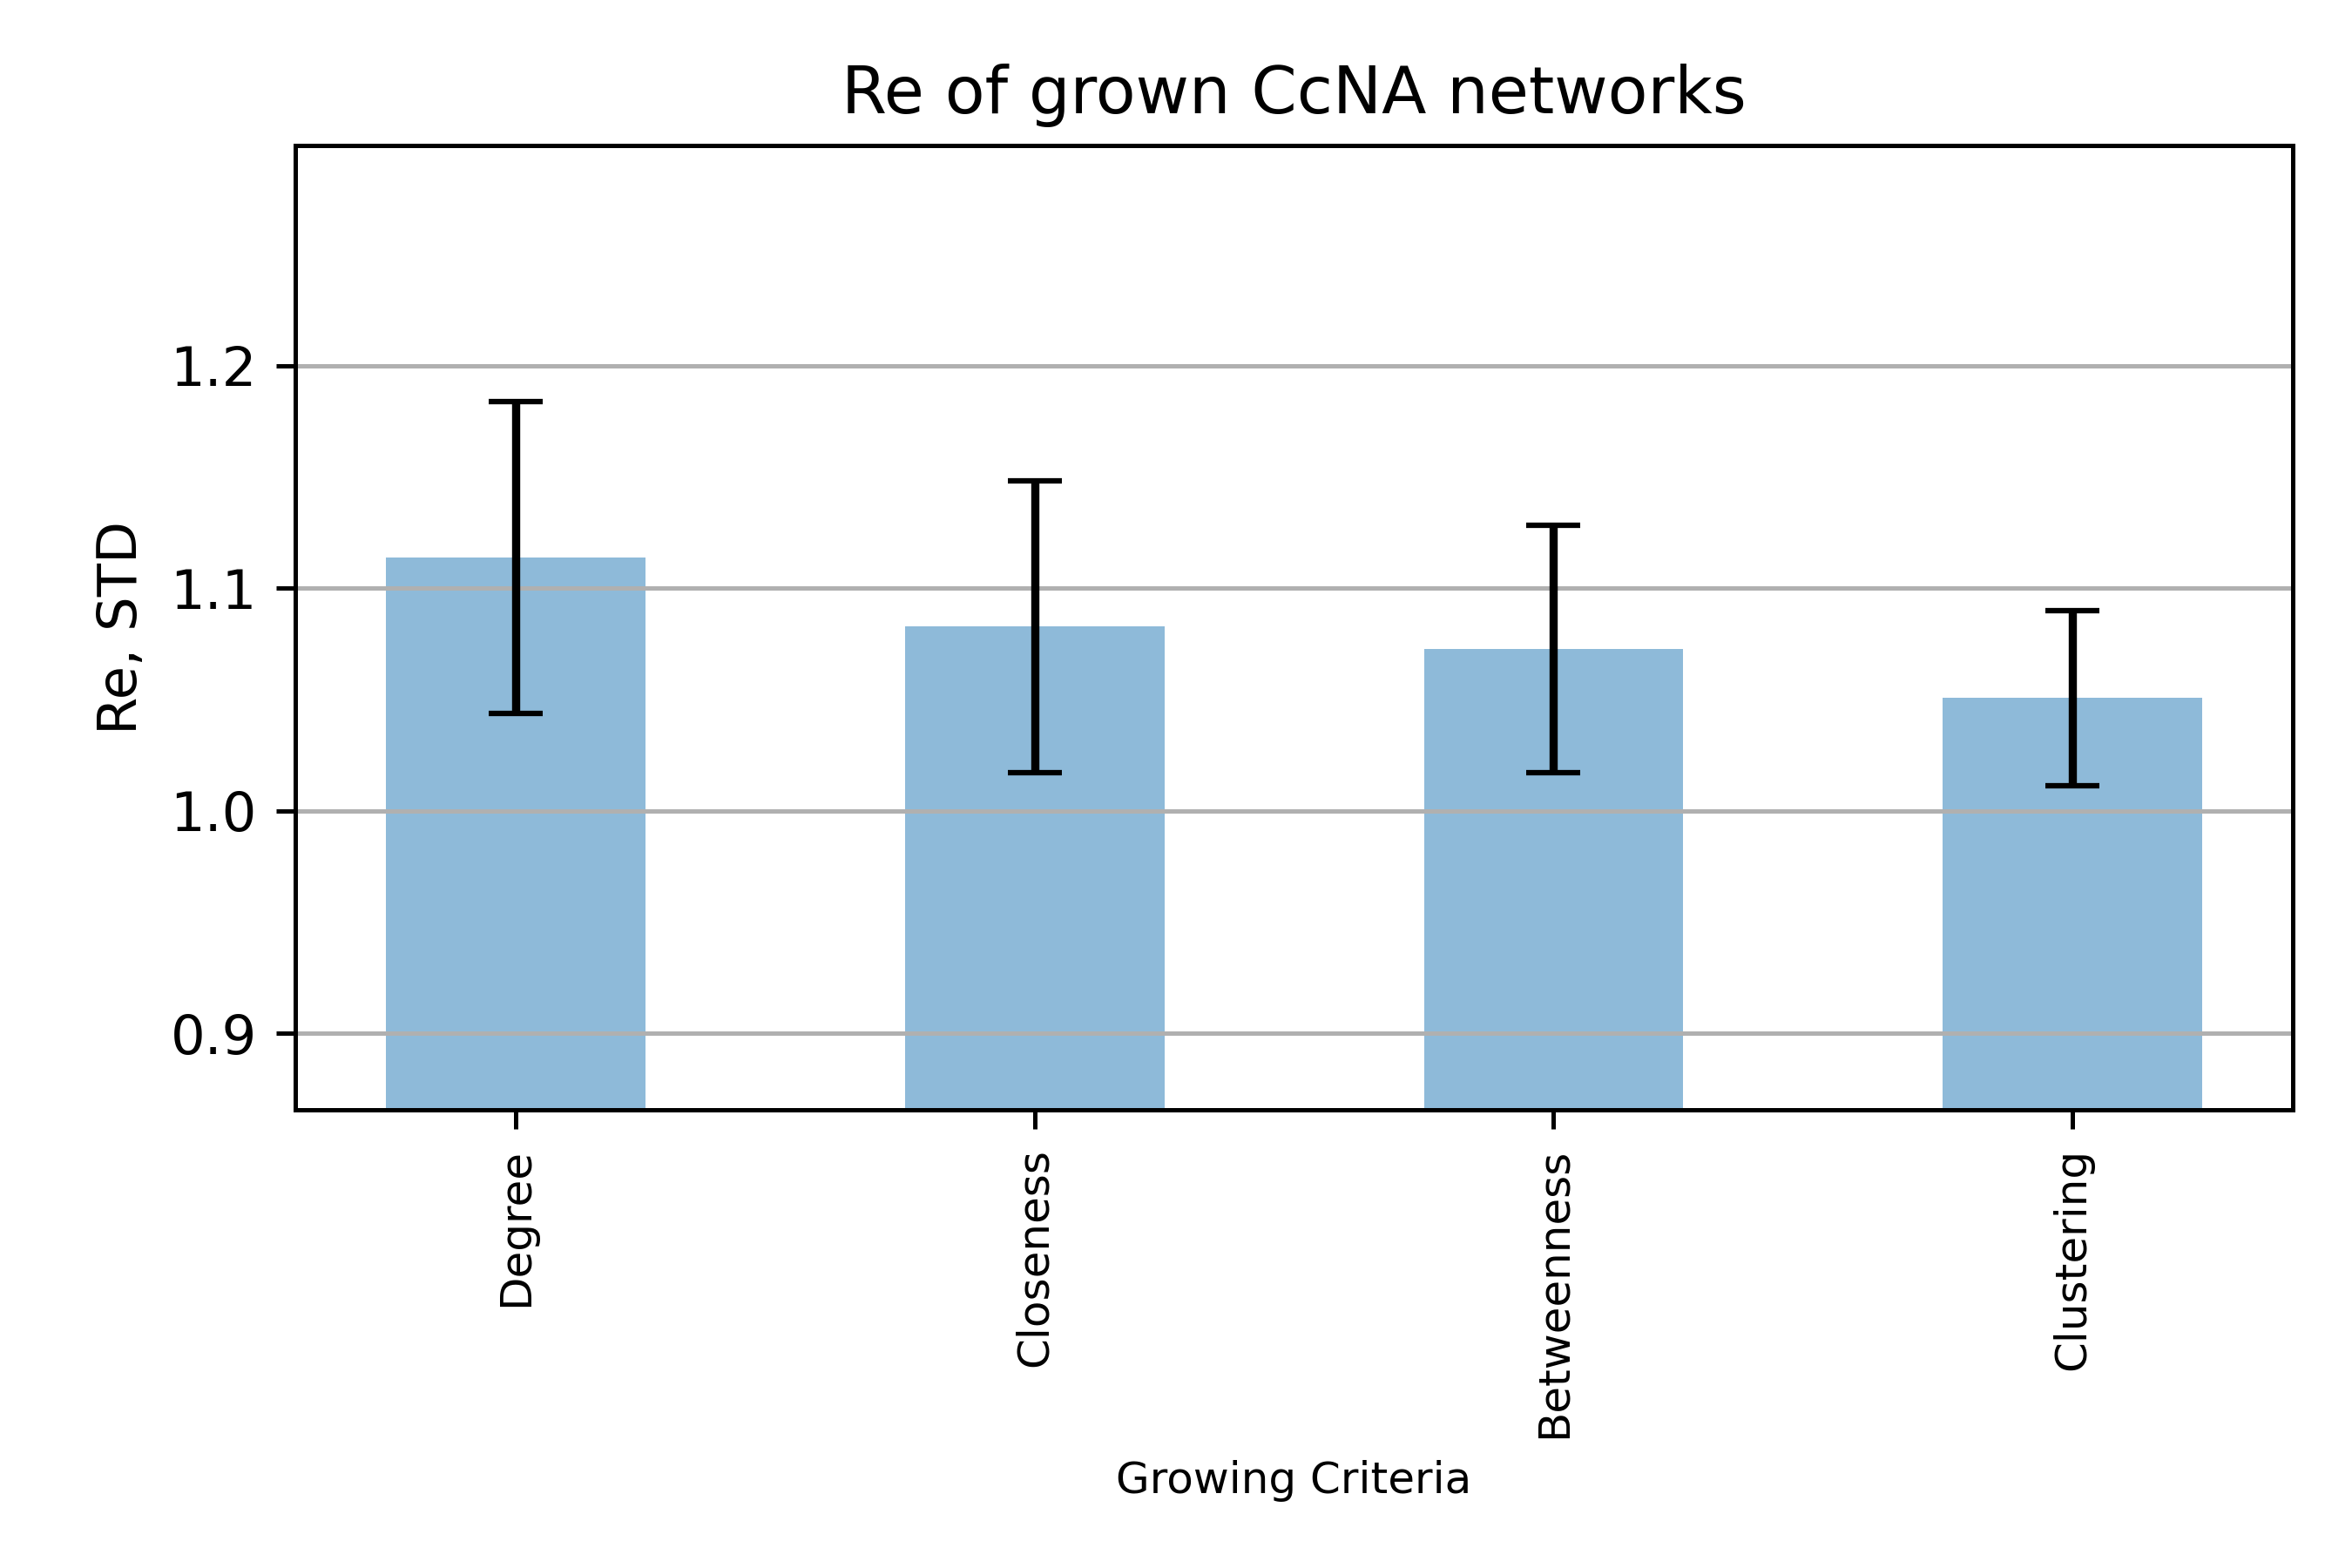 Re of grown CcNA networks
Re, STD
1.2
1.1
1.0
0.9
Degree
Closeness
Betweenness
Clustering
Growing Criteria